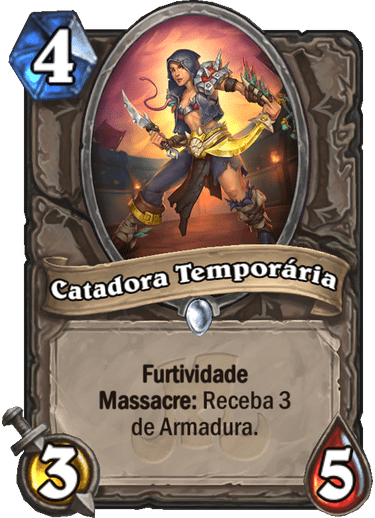 4
Catadora Temporária
Furtividade
Massacre: Receba 3
de Armadura.
3
5